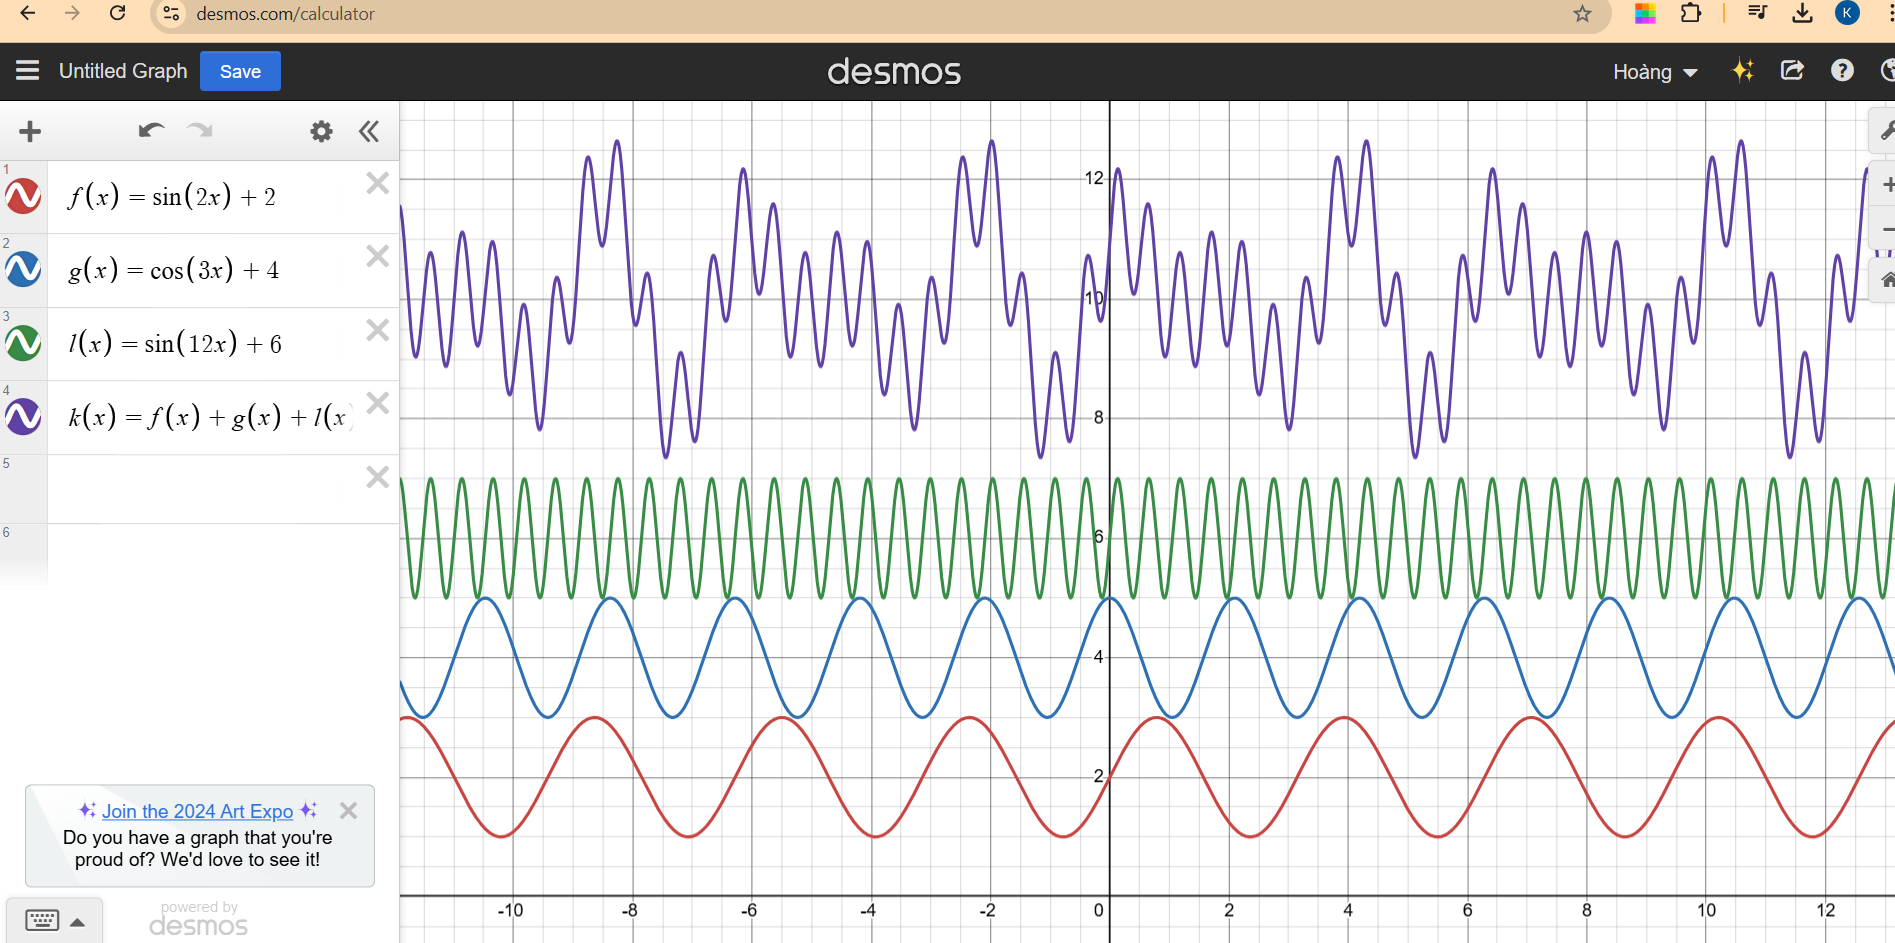 desmos.com/calculator
K
Untitled Graph
Save
desmos
Hoàng
1
f(x) = sin(2x) + 2
2
g(x) = cos(3x) + 4
3
l(x) = sin(12x) + 6
4
k(x) = f(x) + g(x) + l(x
5
6
12
10
8
6
4
2
-10
-8
-6
-4
-2
0
2
4
6
8
10
12
Join the 2024 Art Expo
Do you have a graph that you're
proud of? We'd love to see it!
powered by
desmos